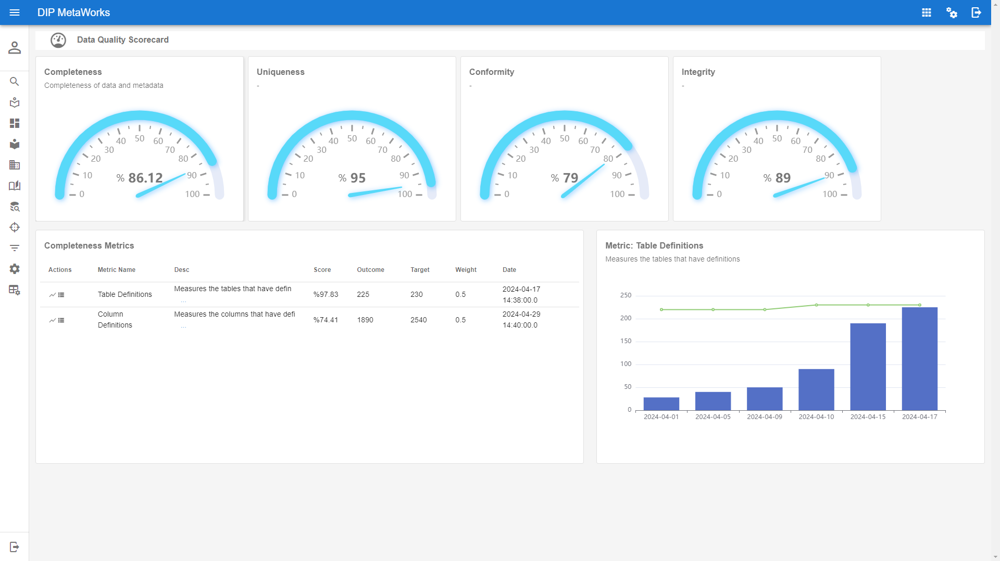 DIP MetaWorks
Data Quality Scorecard
Completeness
Completeness of data and metadata
0 10 20 30 40 50 60 70 80 90 100
% 86.12
Uniqueness
-
0 10 20 30 40 50 60 70 80 90 100
% 95
Conformity
-
0 10 20 30 40 50 60 70 80 90 100
% 79
Integrity
-
0 10 20 30 40 50 60 70 80 90 100
% 89
Completeness Metrics
Actions Metric Name Desc Score Outcome Target Weight Date
Table Definitions Measures the tables that have defin ... %97.83 225 230 0.5 2024-04-17 14:38:00.0
Column Definitions Measures the columns that have defi ... %74.41 1890 2540 0.5 2024-04-29 14:40:00.0
Metric: Table Definitions
Measures the tables that have definitions
250
200
150
100
50
0
2024-04-01 2024-04-05 2024-04-09 2024-04-10 2024-04-15 2024-04-17